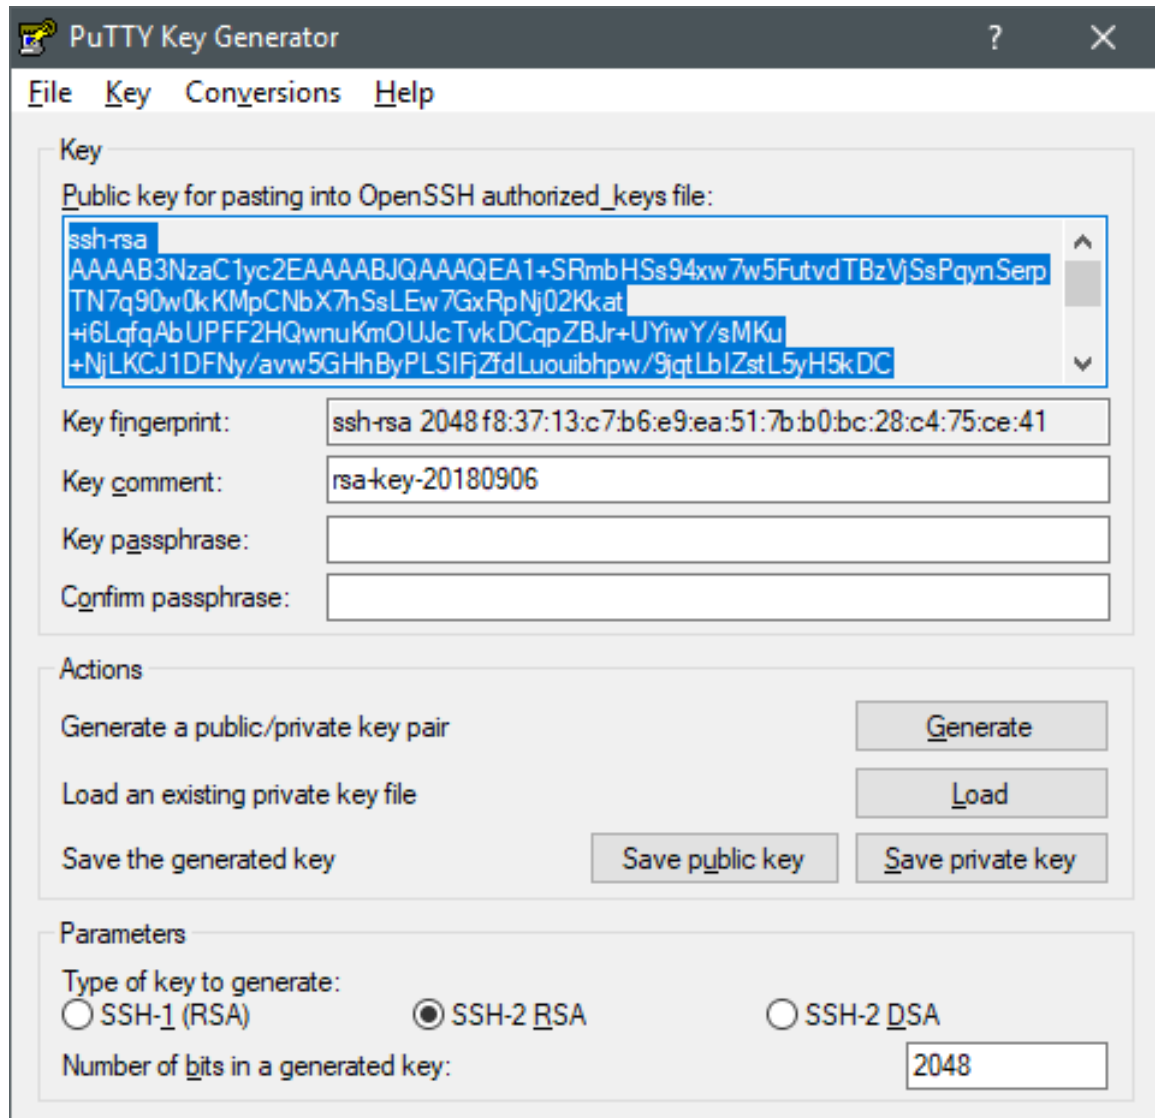 PuTTY Key Generator
File Key Conversions Help
Key
Public key for pasting into OpenSSH authorized_keys file:
ssh-rsa
AAAAB3NzaC1yc2EAAAABJQAAAQEA1+SRmbHSs94xw7w5FutvdTBzVjSsPqynSerp
TN7q90w0kKMpCNbX7hSsLEw7GxRpNj02Kkat
+i6LqfqAbUPFF2HQwnuKmOUJcTvkDCqpZBJr+UYiwY/sMKu
+NjLKCJ1DFNy/avw5GHhByPLSIFjZfdLuouibhpw/9jqtLbIZstL5yH5kDC
Key fingerprint: ssh-rsa 2048 f8:37:13:c7:b6:e9:ea:51:7b:b0:bc:28:c4:75:ce:41
Key comment: rsa-key-20180906
Key passphrase:
Confirm passphrase:
Actions
Generate a public/private key pair Generate
Load an existing private key file Load
Save the generated key Save public key Save private key
Parameters
Type of key to generate:
SSH-1 (RSA) SSH-2 RSA SSH-2 DSA
Number of bits in a generated key: 2048